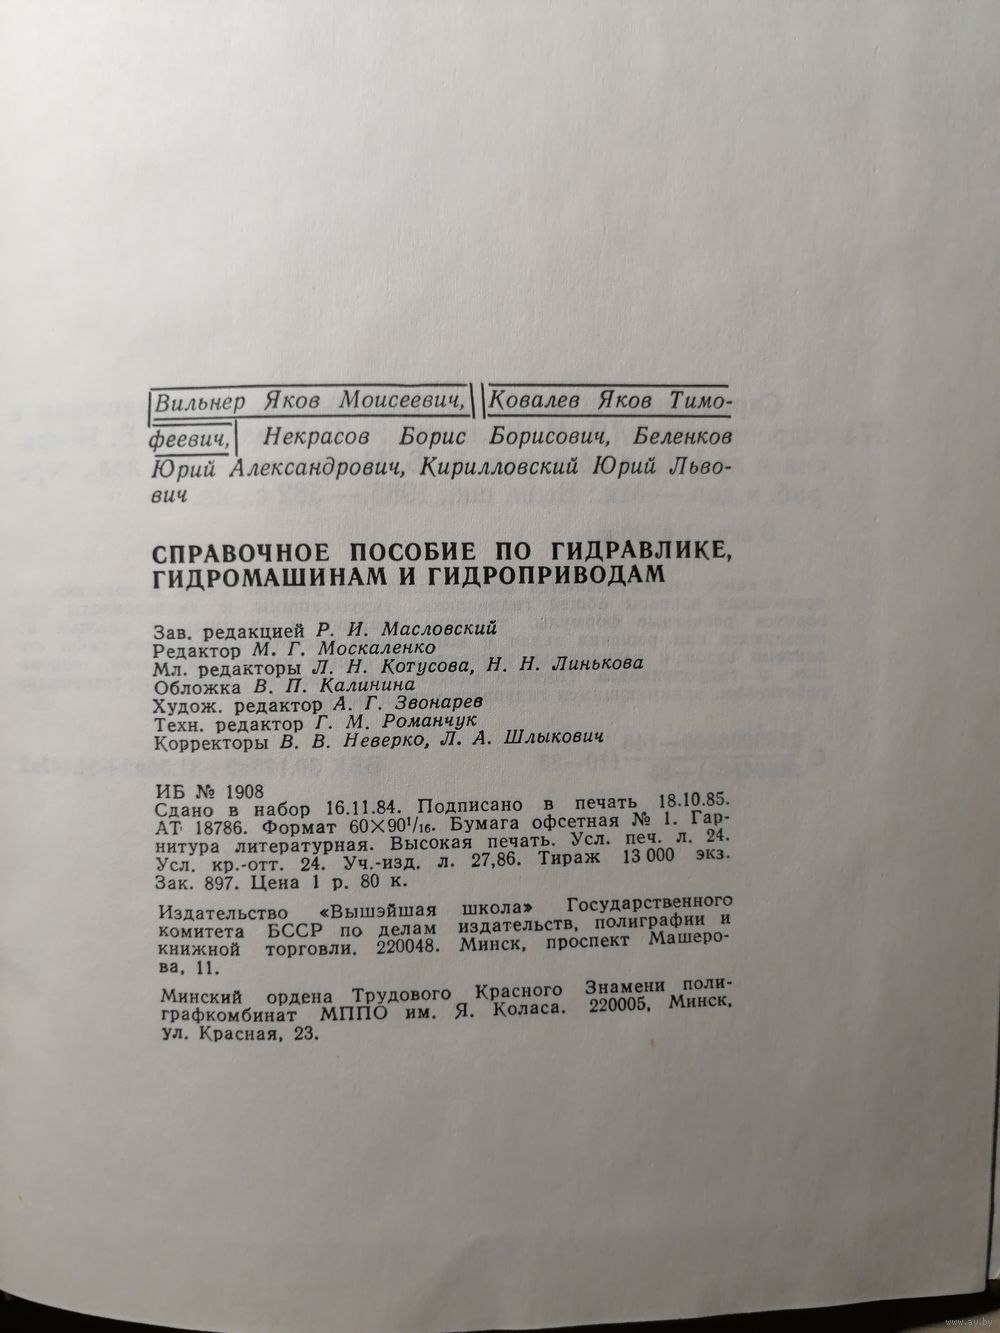 Вильнер Яков Моисеевич, Ковалев Яков Тимо-
феевич, Некрасов Борис Борисович, Беленков
Юрий Александрович, Кирилловский Юрий Льво-
вич
СПРАВОЧНОЕ ПОСОБИЕ ПО ГИДРАВЛИКЕ,
ГИДРОМАШИНАМ И ГИДРОПРИВОДАМ
Зав. редакцией Р. И. Масловский
Редактор М. Г. Москаленко
Мл. редакторы Л. Н. Котусова, Н. Н. Линькова
Обложка В. П. Калинина
Худож. редактор А. Г. Звонарев
Техн. редактор Г. М. Романчук
Корректоры В. В. Неверко, Л. А. Шлыкович
ИБ № 1908
Сдано в набор 16.11.84. Подписано в печать 18.10.85.
АТ 18786. Формат 60×90¹/₁₆. Бумага офсетная № 1. Гар-
нитура литературная. Высокая печать. Усл. печ. л. 24.
Усл. кр.-отт. 24. Уч.-изд. л. 27,86. Тираж 13 000 экз.
Зак. 897. Цена 1 р. 80 к.
Издательство «Вышэйшая школа» Государственного
комитета БССР по делам издательств, полиграфии и
книжной торговли. 220048. Минск, проспект Машеро-
ва, 11.
Минский ордена Трудового Красного Знамени поли-
графкомбинат МППО им. Я. Коласа. 220005, Минск,
ул. Красная, 23.
www.ay.by